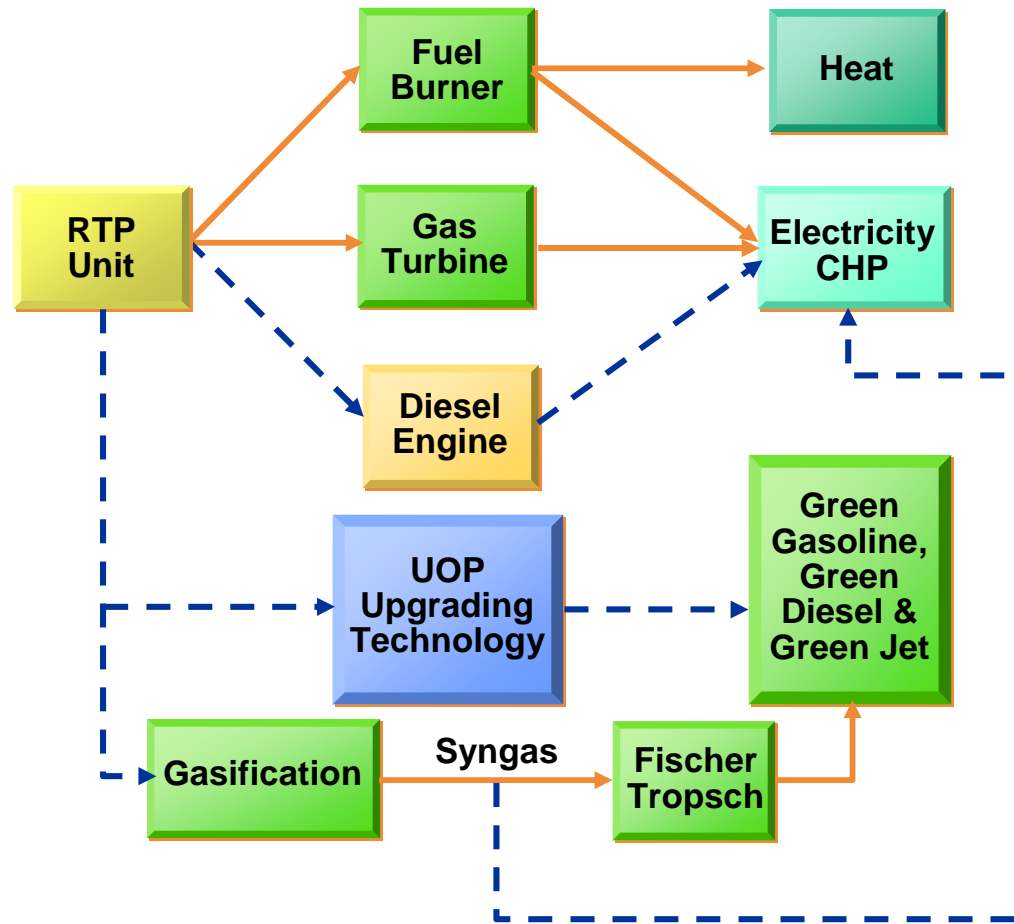 Fuel
Burner
Heat
RTP
Unit
Gas
Turbine
Electricity
CHP
Diesel
Engine
UOP
Upgrading
Technology
Green
Gasoline,
Green
Diesel &
Green Jet
Gasification
Syngas
Fischer
Tropsch